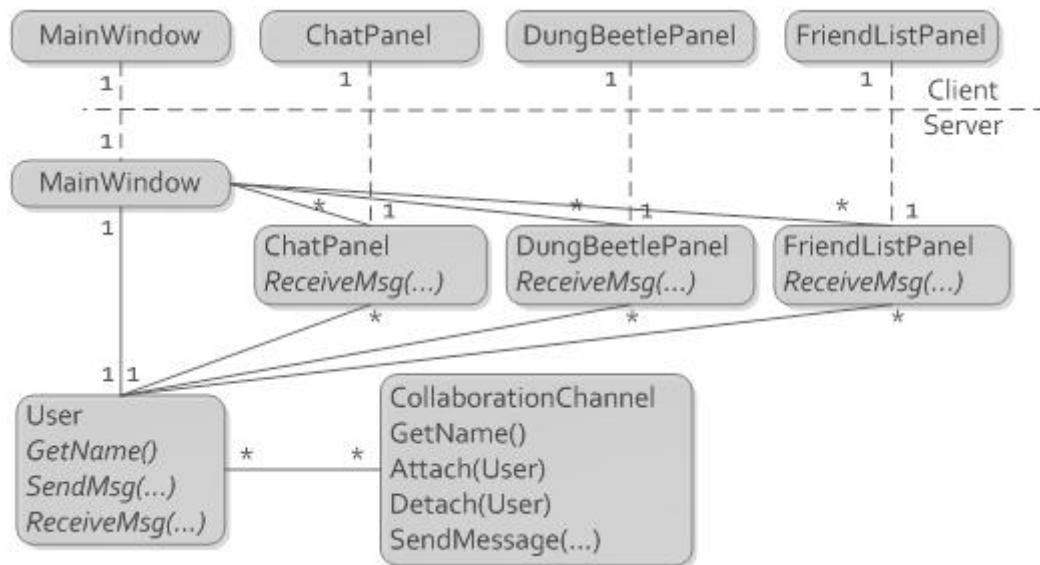 MainWindow ChatPanel DungBeetlePanel FriendListPanel
1 1 1 1
Client
Server
1
MainWindow
1 * 1 * 1 * 1
ChatPanel DungBeetlePanel FriendListPanel
ReceiveMsg(...) ReceiveMsg(...) ReceiveMsg(...)
* * *
1 1
User
GetName()
SendMsg(...)
ReceiveMsg(...)
* *
CollaborationChannel
GetName()
Attach(User)
Detach(User)
SendMessage(...)